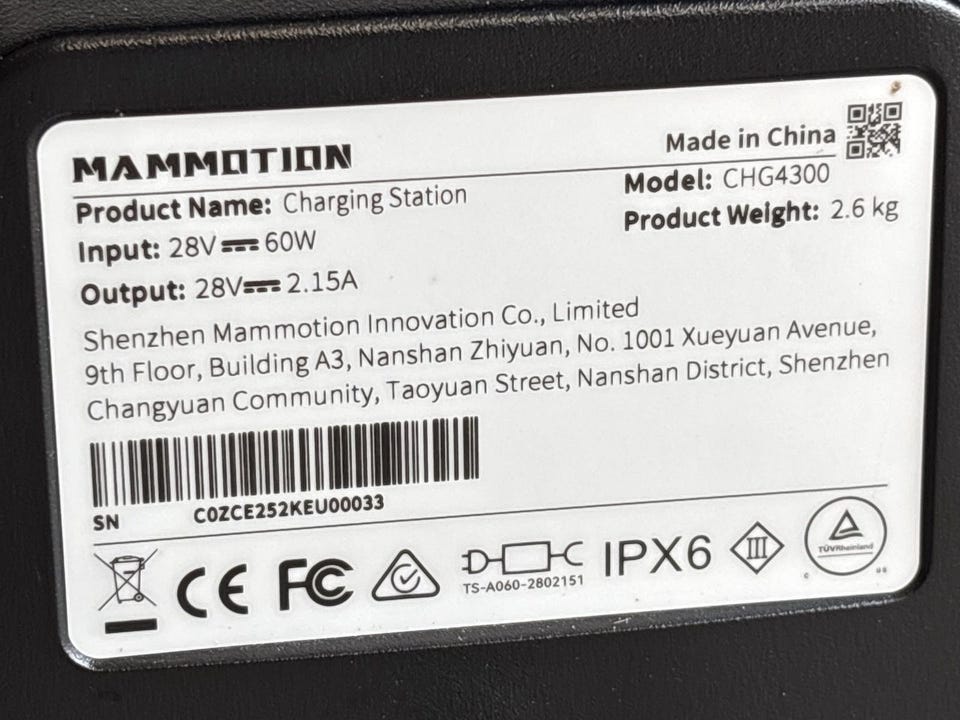 MAMMOTION
Made in China
Product Name: Charging Station
Model: CHG4300
Input: 28V⎓60W
Product Weight: 2.6 kg
Output: 28V⎓2.15A
Shenzhen Mammotion Innovation Co., Limited
9th Floor, Building A3, Nanshan Zhiyuan, No. 1001 Xueyuan Avenue,
Changyuan Community, Taoyuan Street, Nanshan District, Shenzhen
SN C0ZCE252KEU00033
CE FC TS-A060-2802151 IPX6 III TÜVRheinland
C US